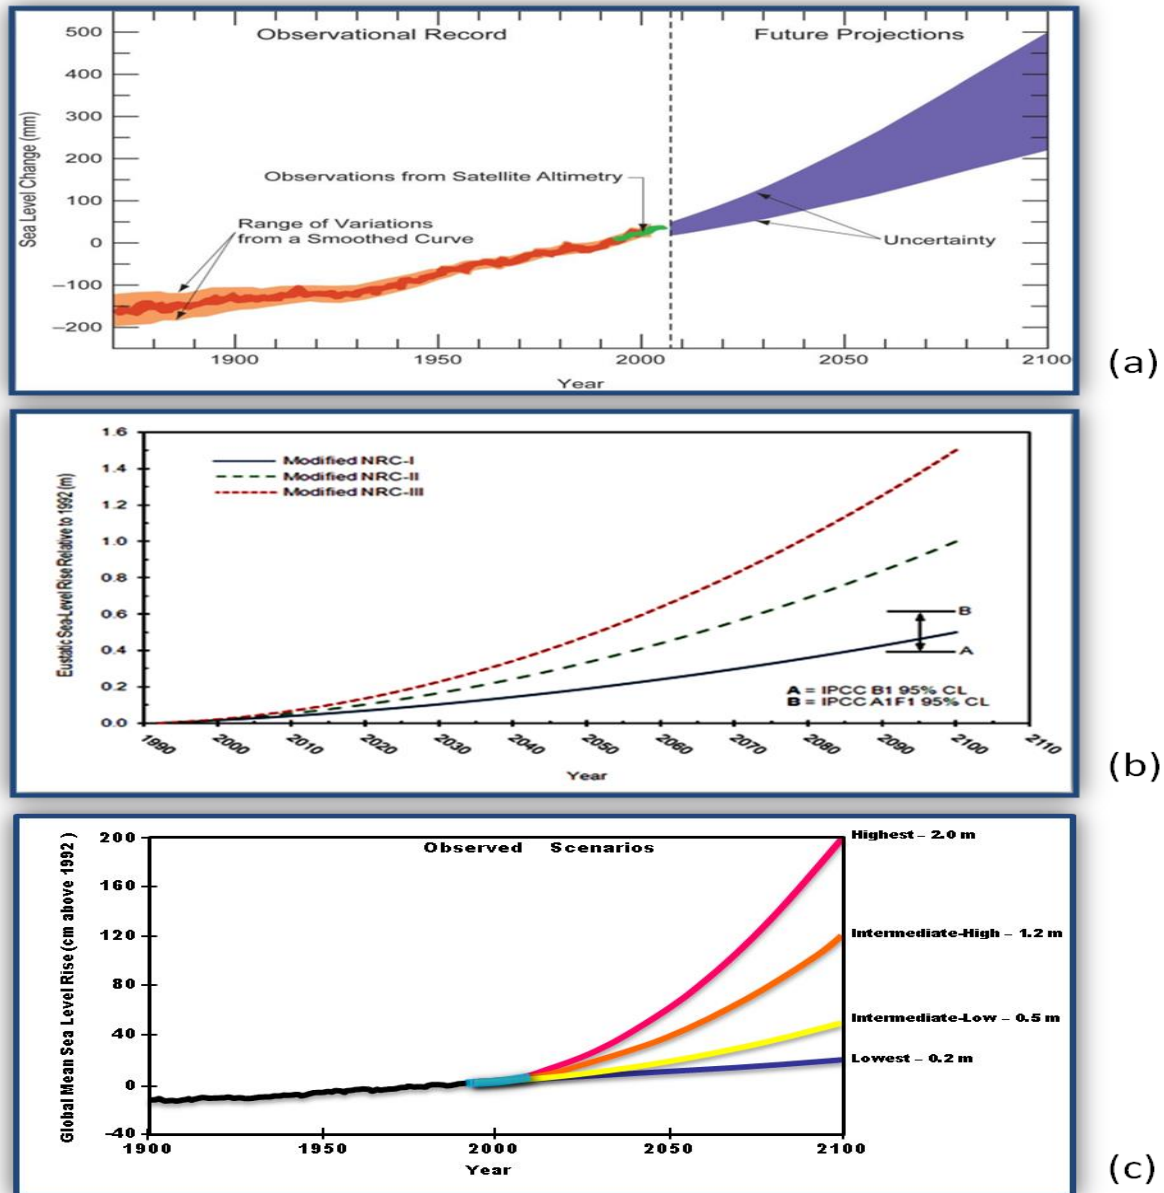 Observational Record
Future Projections
Sea Level Change (mm)
500
400
300
200
100
0
−100
−200
Observations from Satellite Altimetry
Range of Variations
from a Smoothed Curve
Uncertainty
1900
1950
2000
2050
2100
Year
(a)
Eustatic Sea-Level Rise Relative to 1992 (m)
1.6
1.4
1.2
1.0
0.8
0.6
0.4
0.2
0.0
Modified NRC-I
Modified NRC-II
Modified NRC-III
B
A
A = IPCC B1 95% CL
B = IPCC A1F1 95% CL
1990
2000
2010
2020
2030
2040
2050
2060
2070
2080
2090
2100
2110
Year
(b)
Global Mean Sea Level Rise (cm above 1992 )
200
160
120
80
40
0
-40
Observed Scenarios
Highest – 2.0 m
Intermediate-High – 1.2 m
Intermediate-Low – 0.5 m
Lowest – 0.2 m
1900
1950
2000
2050
2100
Year
(c)